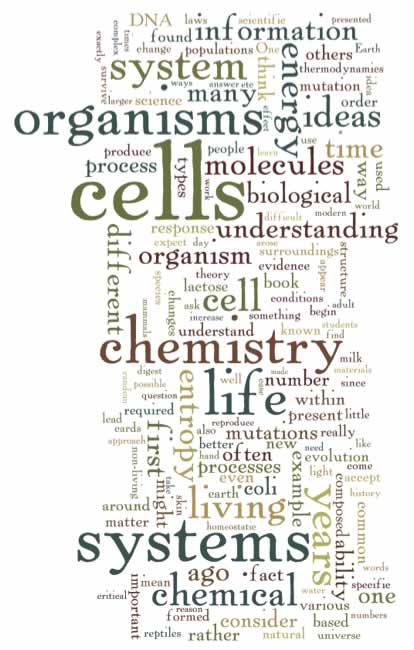 DNA laws scientific
complex times found information presented
exactly survive change populations One others Earth
system ways think energy thermodynamics
larger science many answer etc mutation idea
organisms effect ideas order
produce people learn use time
process types work molecules way used
cells biological world
difficult modern
response understanding
different expect day arose surroundings
organism evidence appear structure
species theory book
mammals changes lactose cell conditions adult
ask increase something begin students
understand known find
chemistry milk
digest made materials
random possible entropy life well case number since
question within
required reproduce present little
lead cards first also mutations really
approach better new need like
non-living often example evolution come
processes hand light
might take skin even years composed accept
earth coli history
around living ability common
matter homeostatic
systems words
ago fact specific
important mean chemical water one
critical various
reason formed consider based numbers
reptiles rather natural universe